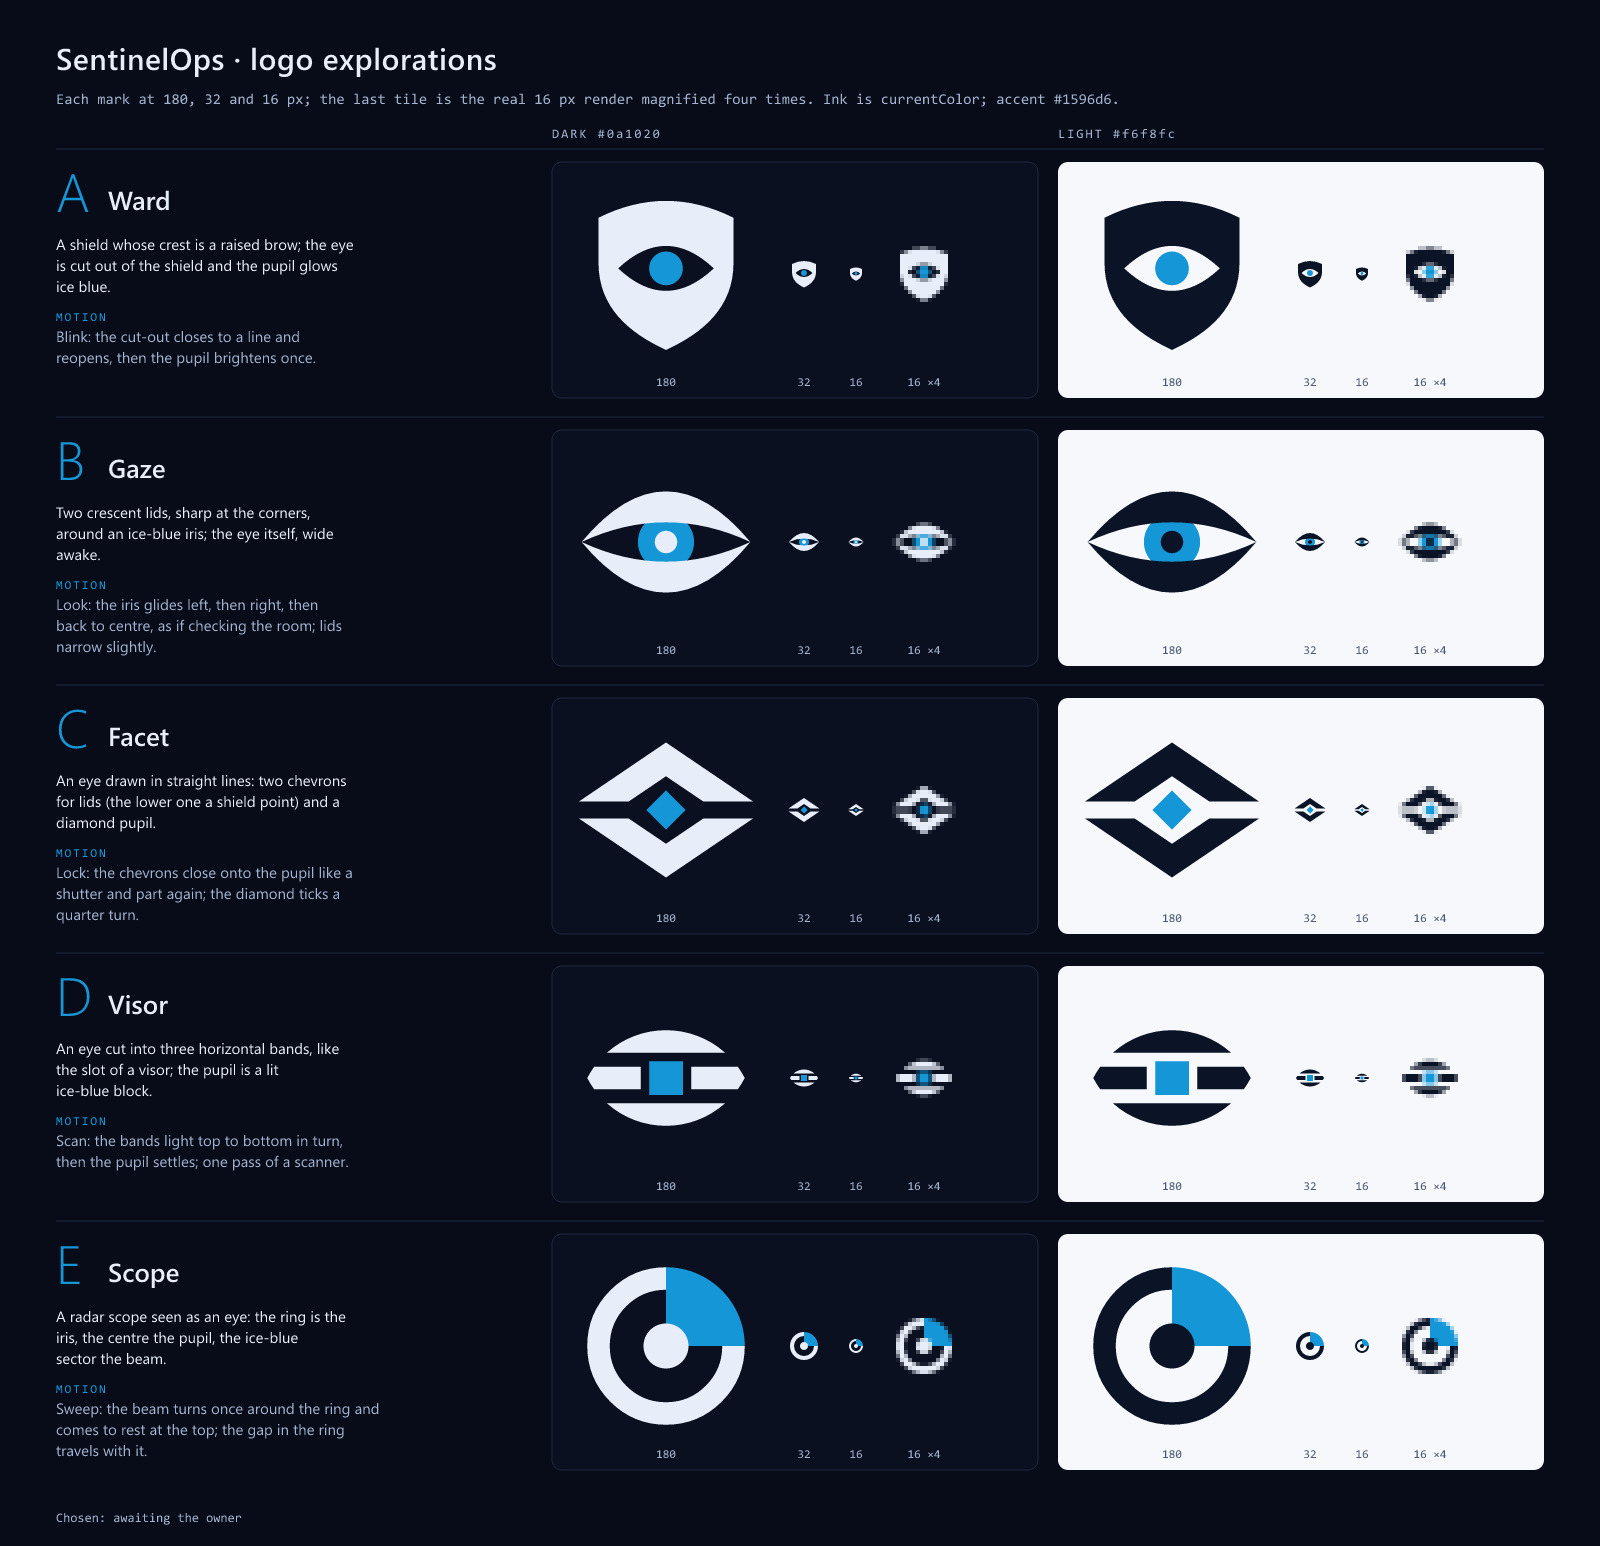 SentinelOps · logo explorations
Each mark at 180, 32 and 16 px; the last tile is the real 16 px render magnified four times. Ink is currentColor; accent #1596d6.
DARK #0a1020
LIGHT #f6f8fc
A Ward
A shield whose crest is a raised brow; the eye
is cut out of the shield and the pupil glows
ice blue.
MOTION
Blink: the cut-out closes to a line and
reopens, then the pupil brightens once.
180 32 16 16 ×4
180 32 16 16 ×4
B Gaze
Two crescent lids, sharp at the corners,
around an ice-blue iris; the eye itself, wide
awake.
MOTION
Look: the iris glides left, then right, then
back to centre, as if checking the room; lids
narrow slightly.
180 32 16 16 ×4
180 32 16 16 ×4
C Facet
An eye drawn in straight lines: two chevrons
for lids (the lower one a shield point) and a
diamond pupil.
MOTION
Lock: the chevrons close onto the pupil like a
shutter and part again; the diamond ticks a
quarter turn.
180 32 16 16 ×4
180 32 16 16 ×4
D Visor
An eye cut into three horizontal bands, like
the slot of a visor; the pupil is a lit
ice-blue block.
MOTION
Scan: the bands light top to bottom in turn,
then the pupil settles; one pass of a scanner.
180 32 16 16 ×4
180 32 16 16 ×4
E Scope
A radar scope seen as an eye: the ring is the
iris, the centre the pupil, the ice-blue
sector the beam.
MOTION
Sweep: the beam turns once around the ring and
comes to rest at the top; the gap in the ring
travels with it.
180 32 16 16 ×4
180 32 16 16 ×4
Chosen: awaiting the owner